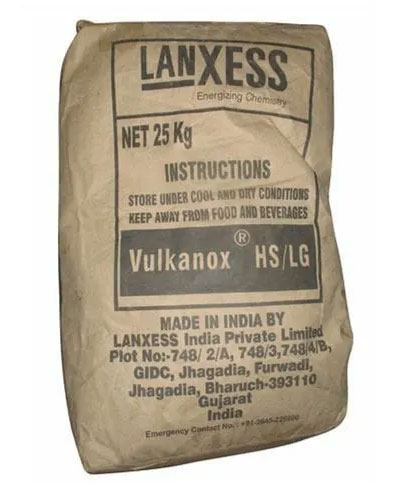 LANXESS
Energizing Chemistry
NET 25 Kg
INSTRUCTIONS
STORE UNDER COOL AND DRY CONDITIONS
KEEP AWAY FROM FOOD AND BEVERAGES
Vulkanox ® HS/LG
MADE IN INDIA BY
LANXESS India Private Limited
Plot No:-748/ 2/A, 748/3,748/4/B,
GIDC, Jhagadia, Furwadi,
Jhagadia, Bharuch-393110
Gujarat
India
Emergency Contact No.: +91-2645-